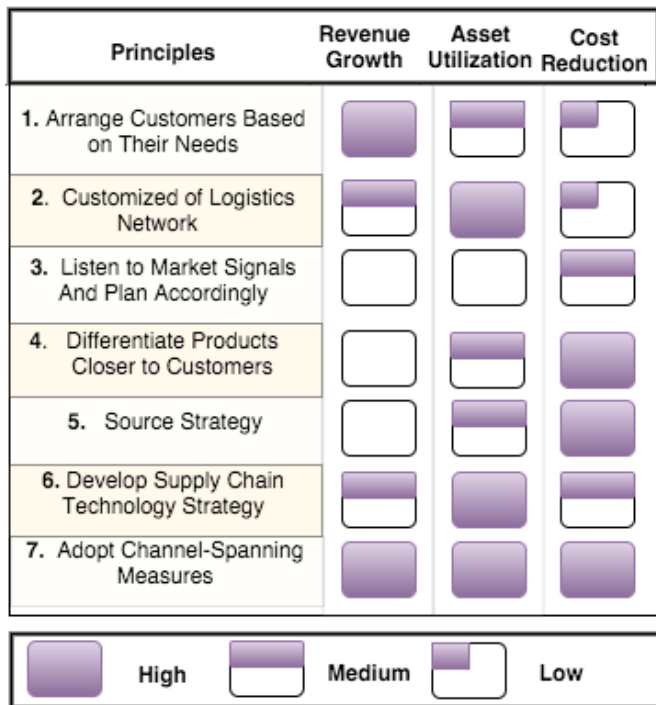 Principles
Revenue
Growth
Asset
Utilization
Cost
Reduction
1. Arrange Customers Based
on Their Needs
2. Customized of Logistics
Network
3. Listen to Market Signals
And Plan Accordingly
4. Differentiate Products
Closer to Customers
5. Source Strategy
6. Develop Supply Chain
Technology Strategy
7. Adopt Channel-Spanning
Measures
High Medium Low